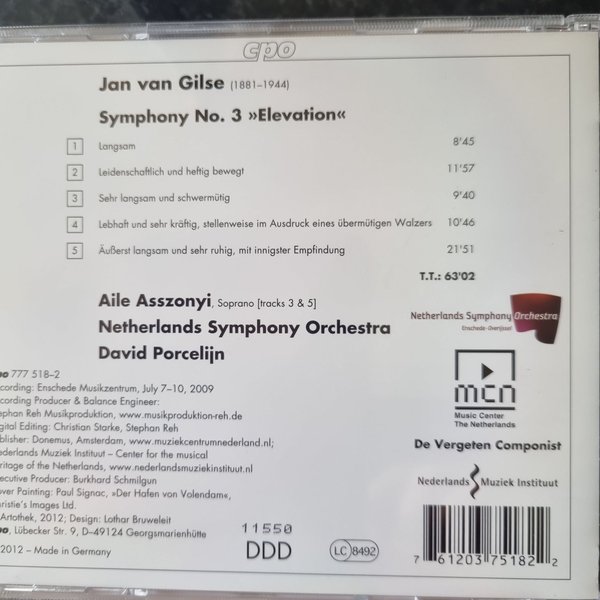 cpo
Jan van Gilse (1881–1944)
Symphony No. 3 »Elevation«
1 Langsam 8'45
2 Leidenschaftlich und heftig bewegt 11'57
3 Sehr langsam und schwermütig 9'40
4 Lebhaft und sehr kräftig, stellenweise im Ausdruck eines übermütigen Walzers 10'46
5 Äußerst langsam und sehr ruhig, mit innigster Empfindung 21'51
T.T.: 63'02
Aile Asszonyi, Soprano [tracks 3 & 5]
Netherlands Symphony Orchestra
David Porcelijn
Netherlands Symphony Orchestra
Enschede-Overijssel
mcn
Music Center
The Netherlands
De Vergeten Componist
Nederlands Muziek Instituut
cpo 777 518–2
cording: Enschede Musikzentrum, July 7–10, 2009
cording Producer & Balance Engineer:
phan Reh Musikproduktion, www.musikproduktion-reh.de
igital Editing: Christian Starke, Stephan Reh
blisher: Donemus, Amsterdam, www.muziekcentrumnederland.nl;
ederlands Muziek Instituut – Center for the musical
ritage of the Netherlands, www.nederlandsmuziekinstituut.nl
ecutive Producer: Burkhard Schmilgun
over Painting: Paul Signac, »Der Hafen von Volendam«,
hristie's Images Ltd.
Artothek, 2012; Design: Lothar Bruweleit
cpo, Lübecker Str. 9, D–49124 Georgsmarienhütte
2012 – Made in Germany
11550
DDD
LC 8492
7 61203 75182 2